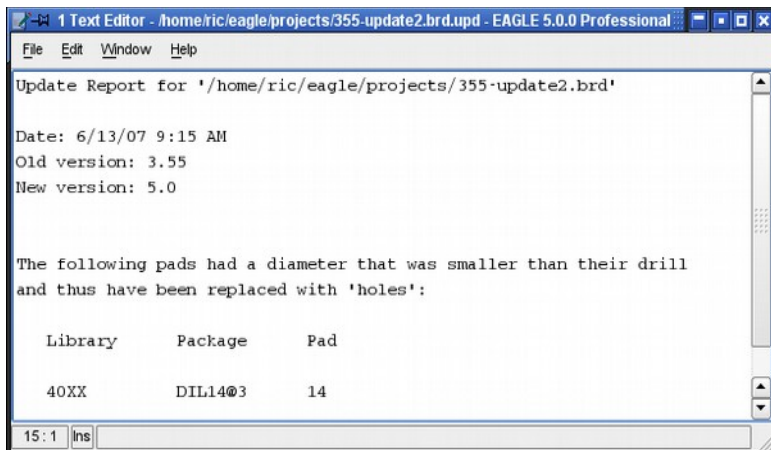 1 Text Editor - /home/ric/eagle/projects/355-update2.brd.upd - EAGLE 5.0.0 Professional
File Edit Window Help
Update Report for '/home/ric/eagle/projects/355-update2.brd'
Date: 6/13/07 9:15 AM
Old version: 3.55
New version: 5.0
The following pads had a diameter that was smaller than their drill
and thus have been replaced with 'holes':
Library Package Pad
40XX DIL14@3 14
15:1 Ins